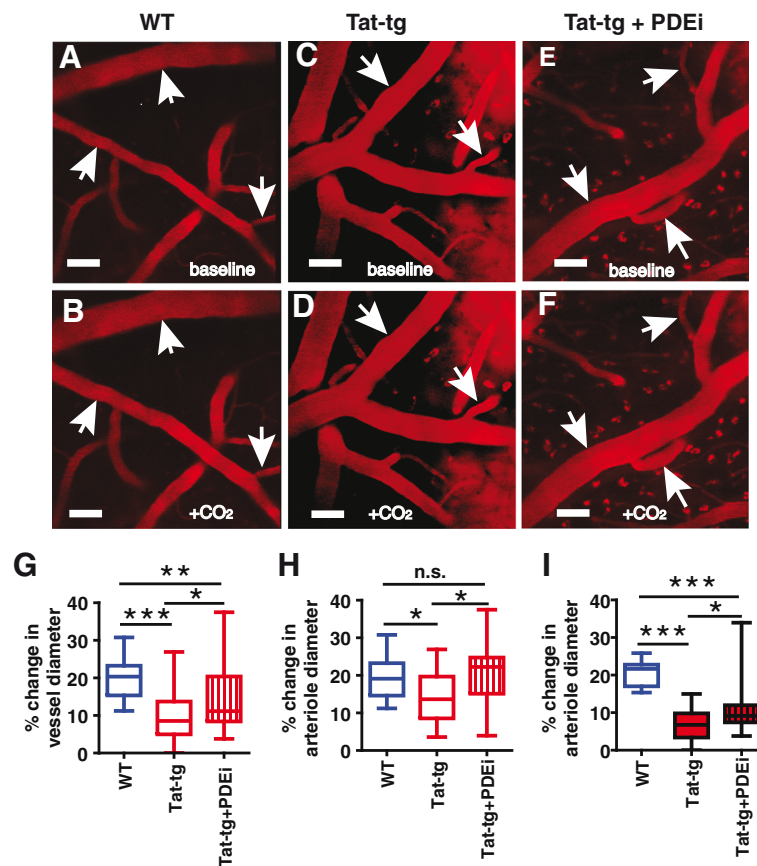 WT Tat-tg Tat-tg + PDEi
A C E
baseline baseline baseline
B D F
+CO₂ +CO₂ +CO₂
G H I
** n.s. ***
*** * * * *** *
% change in
vessel diameter
40
30
20
10
0
WT Tat-tg Tat-tg+PDEi
% change in
arteriole diameter
40
30
20
10
0
WT Tat-tg Tat-tg+PDEi
% change in
arteriole diameter
40
30
20
10
0
WT Tat-tg Tat-tg+PDEi